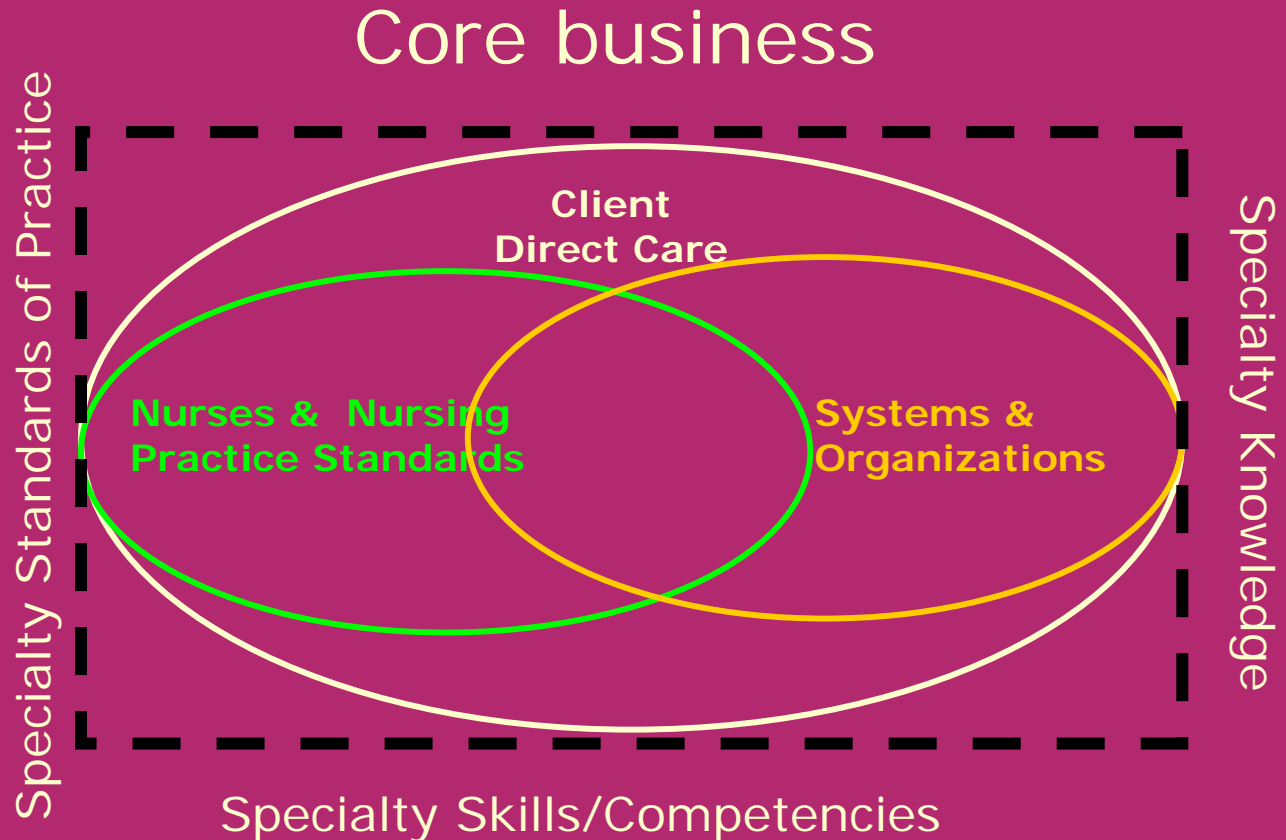 Core business
Specialty Standards of Practice
Client
Direct Care
Nurses &  Nursing
Practice Standards
Systems &
Organizations
Specialty Knowledge
Specialty Skills/Competencies